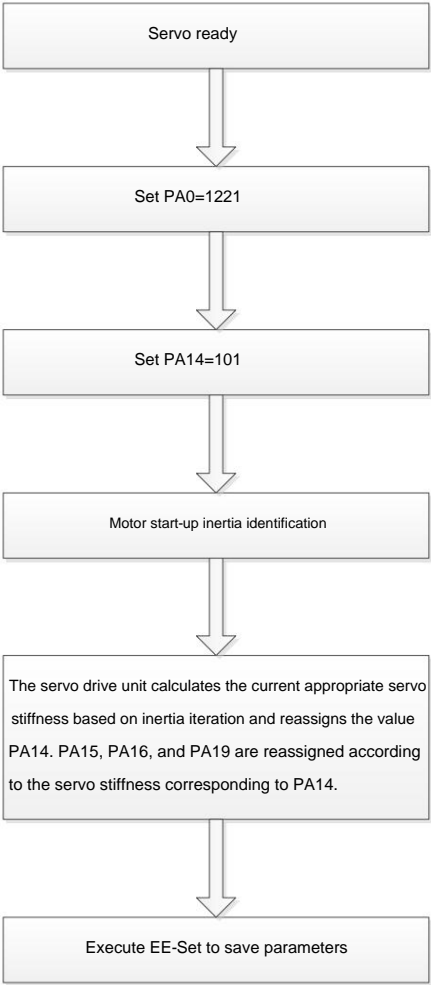 Servo ready
Set PA0=1221
Set PA14=101
Motor start-up inertia identification
The servo drive unit calculates the current appropriate servo
stiffness based on inertia iteration and reassigns the value
PA14. PA15, PA16, and PA19 are reassigned according
to the servo stiffness corresponding to PA14.
Execute EE-Set to save parameters